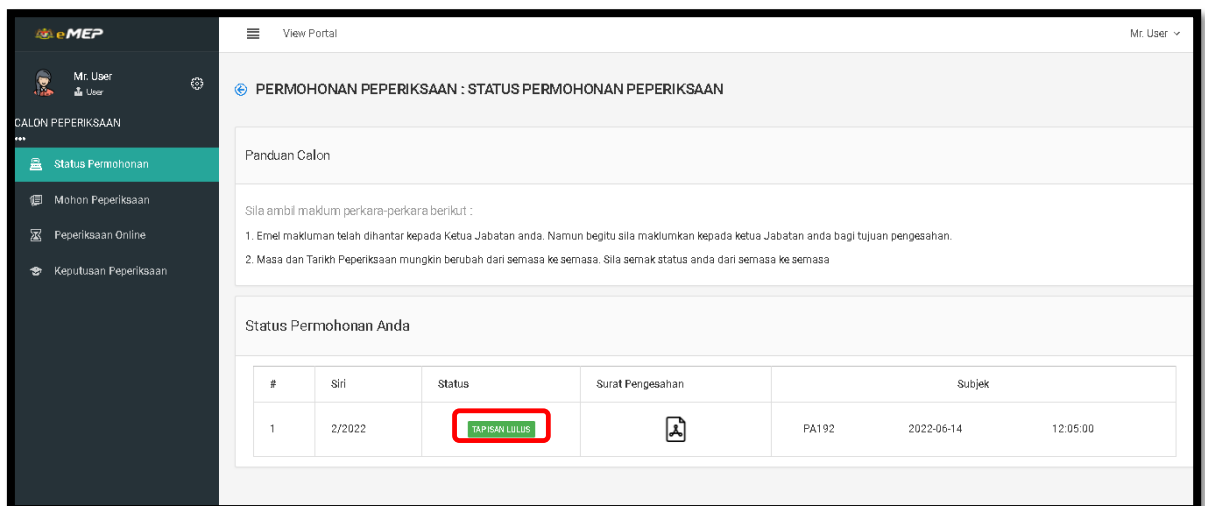 eMEP
View Portal
Mr. User
Mr. User
User
CALON PEPERIKSAAN
Status Permohonan
Mohon Peperiksaan
Peperiksaan Online
Keputusan Peperiksaan
PERMOHONAN PEPERIKSAAN : STATUS PERMOHONAN PEPERIKSAAN
Panduan Calon
Sila ambil maklum perkara-perkara berikut :
1. Emel makluman telah dihantar kepada Ketua Jabatan anda. Namun begitu sila maklumkan kepada ketua Jabatan anda bagi tujuan pengesahan.
2. Masa dan Tarikh Peperiksaan mungkin berubah dari semasa ke semasa. Sila semak status anda dari semasa ke semasa
Status Permohonan Anda
# Siri Status Surat Pengesahan Subjek
1 2/2022 TAPISAN LULUS PA192 2022-06-14 12:05:00